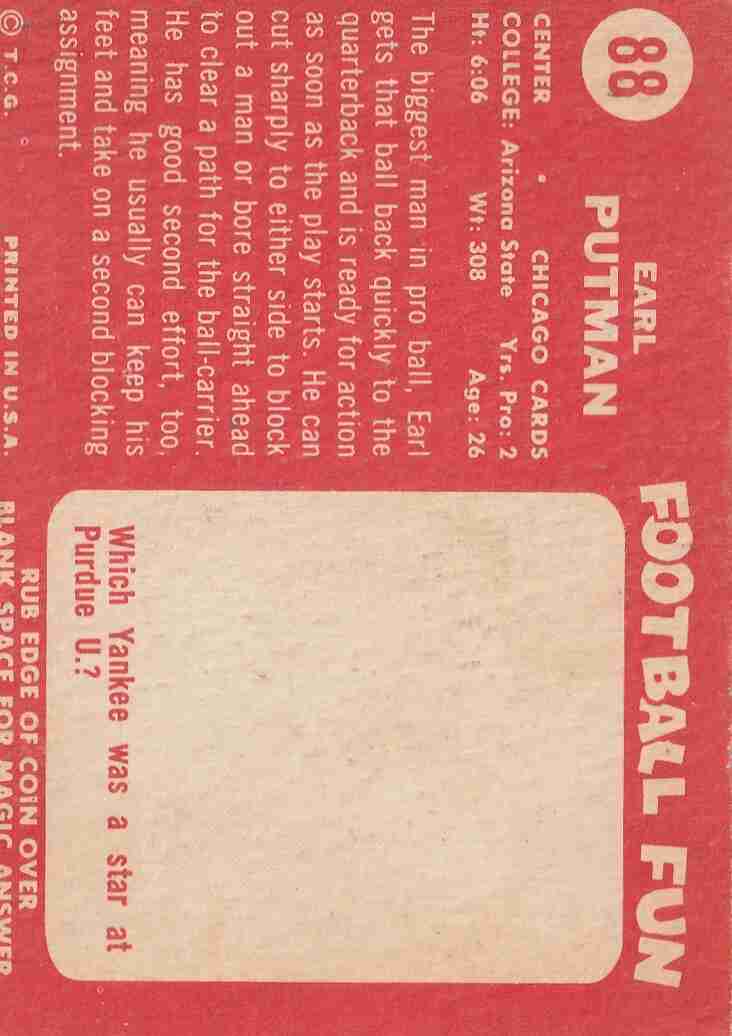 88
EARL
PUTMAN
CENTER • CHICAGO CARDS
COLLEGE: Arizona State Yrs. Pro: 2
Ht: 6:06 Wt: 308 Age: 26
The biggest man in pro ball, Earl
gets that ball back quickly to the
quarterback and is ready for action
as soon as the play starts. He can
cut sharply to either side to block
out a man or bore straight ahead
to clear a path for the ball-carrier.
He has good second effort, too,
meaning he usually can keep his
feet and take on a second blocking
assignment.
© T.C.G. PRINTED IN U.S.A.
FOOTBALL FUN
Which Yankee was a star at
Purdue U.?
RUB EDGE OF COIN OVER
BLANK SPACE FOR MAGIC ANSWER